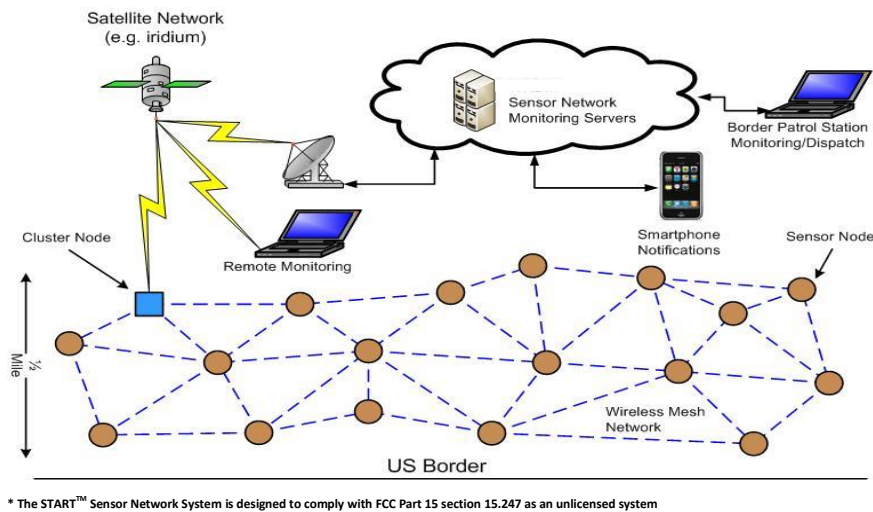 Satellite Network
(e.g. iridium)
Sensor Network
Monitoring Servers
Border Patrol Station
Monitoring/Dispatch
Cluster Node
Remote Monitoring
Smartphone
Notifications
Sensor Node
½
Mile
Wireless Mesh
Network
US Border
* The START™ Sensor Network System is designed to comply with FCC Part 15 section 15.247 as an unlicensed system